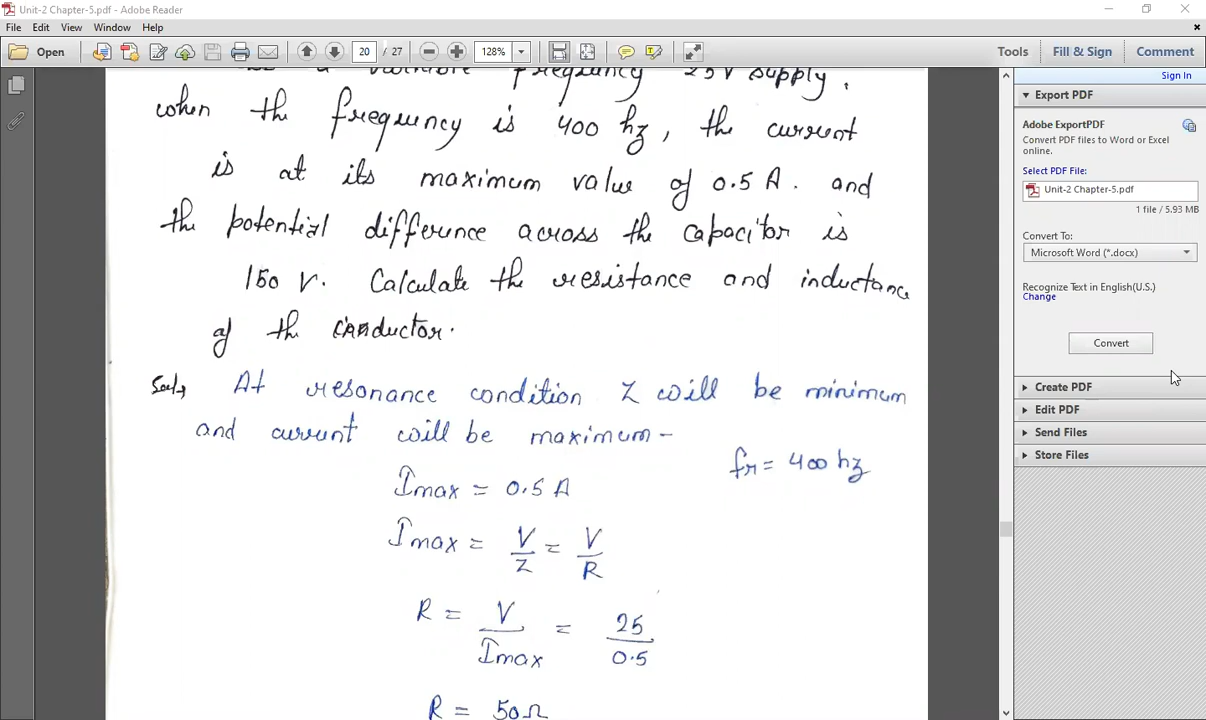 Unit-2 Chapter-5.pdf - Adobe Reader
File Edit View Window Help
Open 20 / 27 128% Tools Fill & Sign Comment
Sign In
Export PDF
Adobe ExportPDF
Convert PDF files to Word or Excel
online.
Select PDF File:
Unit-2 Chapter-5.pdf
1 file / 5.93 MB
Convert To:
Microsoft Word (*.docx)
Recognize Text in English(U.S.)
Change
Convert
Create PDF
Edit PDF
Send Files
Store Files
a variable frequency 25V supply.
when the frequency is 400 hz, the current
is at its maximum value of 0.5 A. and
the potential difference across the capacitor is
150 V. Calculate the resistance and inductance
of the conductor.
At resonance condition Z will be minimum
and current will be maximum-
fr = 400 hz
Imax = 0.5 A
Imax = V/Z = V/R
R = V/Imax = 25/0.5
R = 50Ω